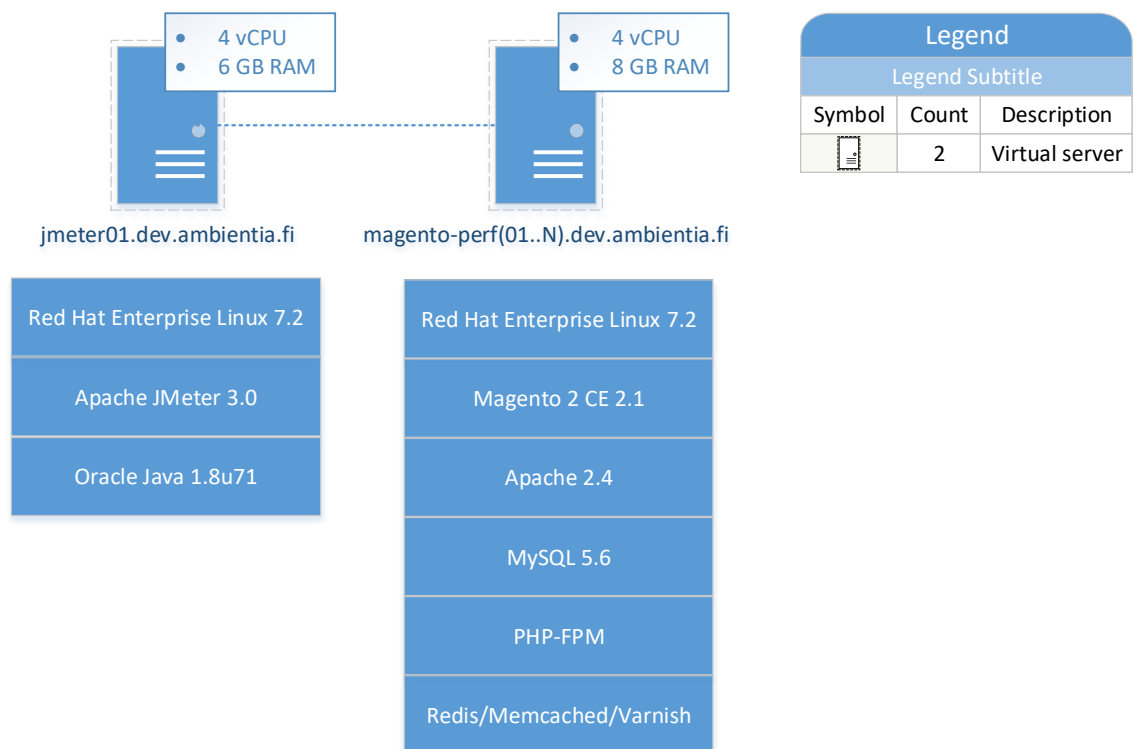 4 vCPU
6 GB RAM
4 vCPU
8 GB RAM
Legend
Legend Subtitle
Symbol Count Description
2 Virtual server
jmeter01.dev.ambientia.fi
magento-perf(01..N).dev.ambientia.fi
Red Hat Enterprise Linux 7.2
Apache JMeter 3.0
Oracle Java 1.8u71
Red Hat Enterprise Linux 7.2
Magento 2 CE 2.1
Apache 2.4
MySQL 5.6
PHP-FPM
Redis/Memcached/Varnish